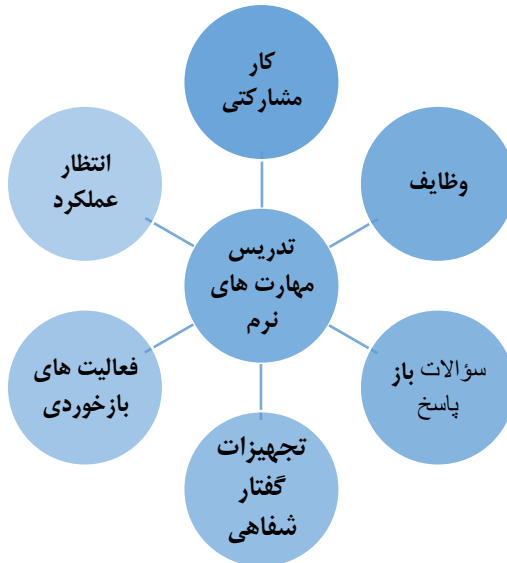 کار
مشارکتی
وظایف
سؤالات باز
پاسخ
تجهیزات
گفتار
شفاهی
فعالیت های
بازخوردی
انتظار
عملکرد
تدریس
مهارت های
نرم